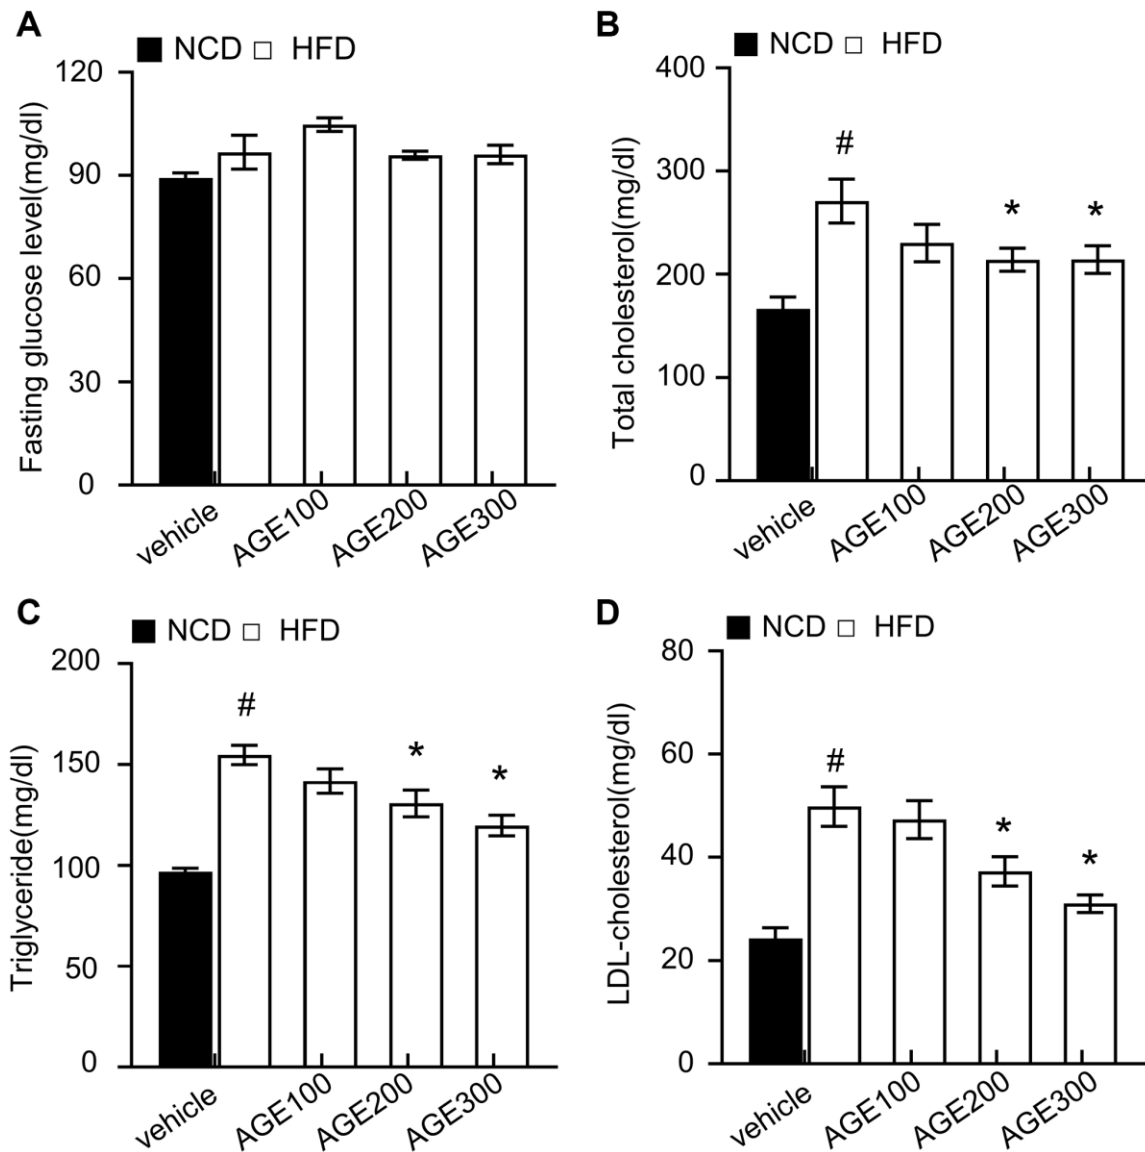 A
NCD HFD
Fasting glucose level(mg/dl)
120
90
60
30
0
vehicle AGE100 AGE200 AGE300
B
NCD HFD
Total cholesterol(mg/dl)
400
300
200
100
0
#
*
*
vehicle AGE100 AGE200 AGE300
C
NCD HFD
Triglyceride(mg/dl)
200
150
100
50
0
#
*
*
vehicle AGE100 AGE200 AGE300
D
NCD HFD
LDL-cholesterol(mg/dl)
80
60
40
20
0
#
*
*
vehicle AGE100 AGE200 AGE300